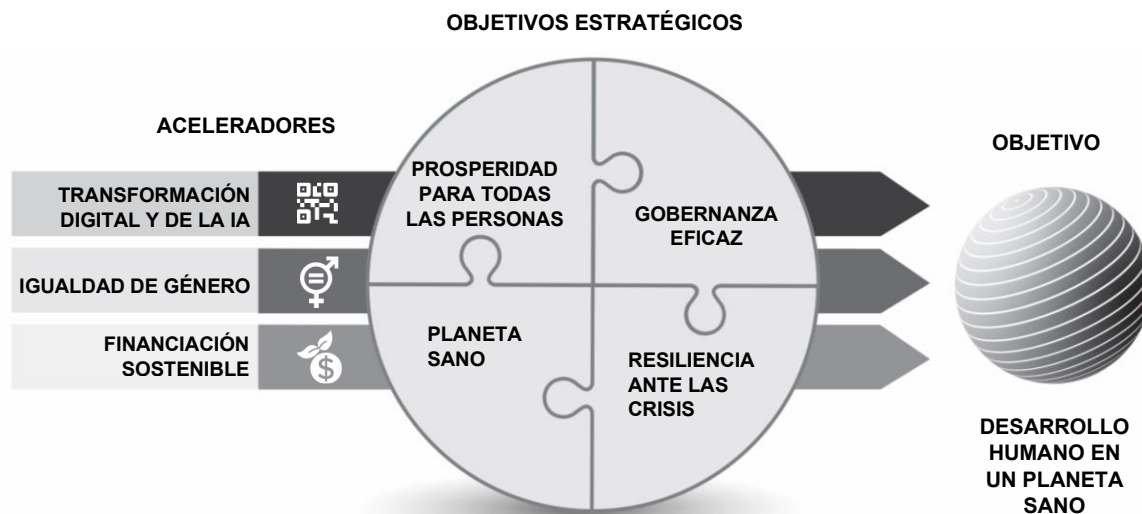 OBJETIVOS ESTRATÉGICOS
ACELERADORES
TRANSFORMACIÓN
DIGITAL Y DE LA IA
IGUALDAD DE GÉNERO
FINANCIACIÓN
SOSTENIBLE
$
PROSPERIDAD
PARA TODAS
LAS PERSONAS
GOBERNANZA
EFICAZ
PLANETA
SANO
RESILIENCIA
ANTE LAS
CRISIS
OBJETIVO
DESARROLLO
HUMANO EN
UN PLANETA
SANO